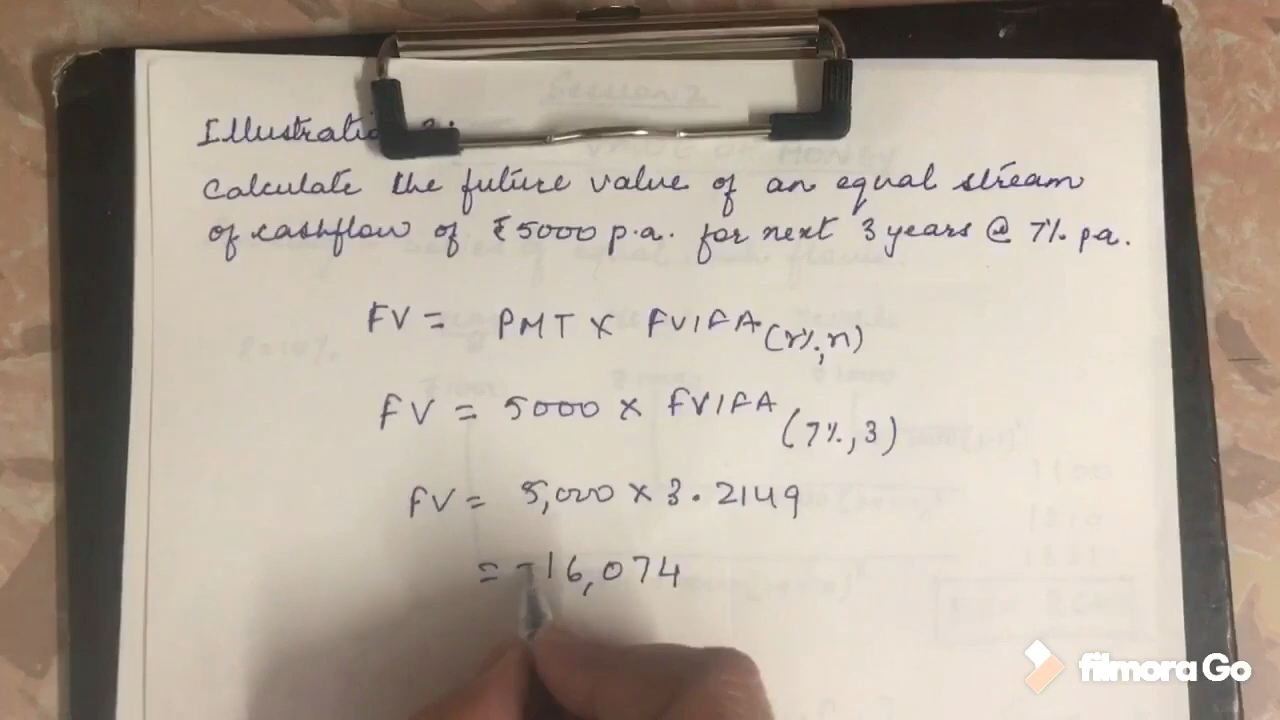 calculate the future value of an equal stream
of cashflow of ₹5000 p.a. for next 3 years @ 7% p.a.
FV = PMT X FVIFA (r%, n)
FV = 5000 x FVIFA (7%, 3)
FV = 5,000 x 3.2149
= 16,074
filmora Go